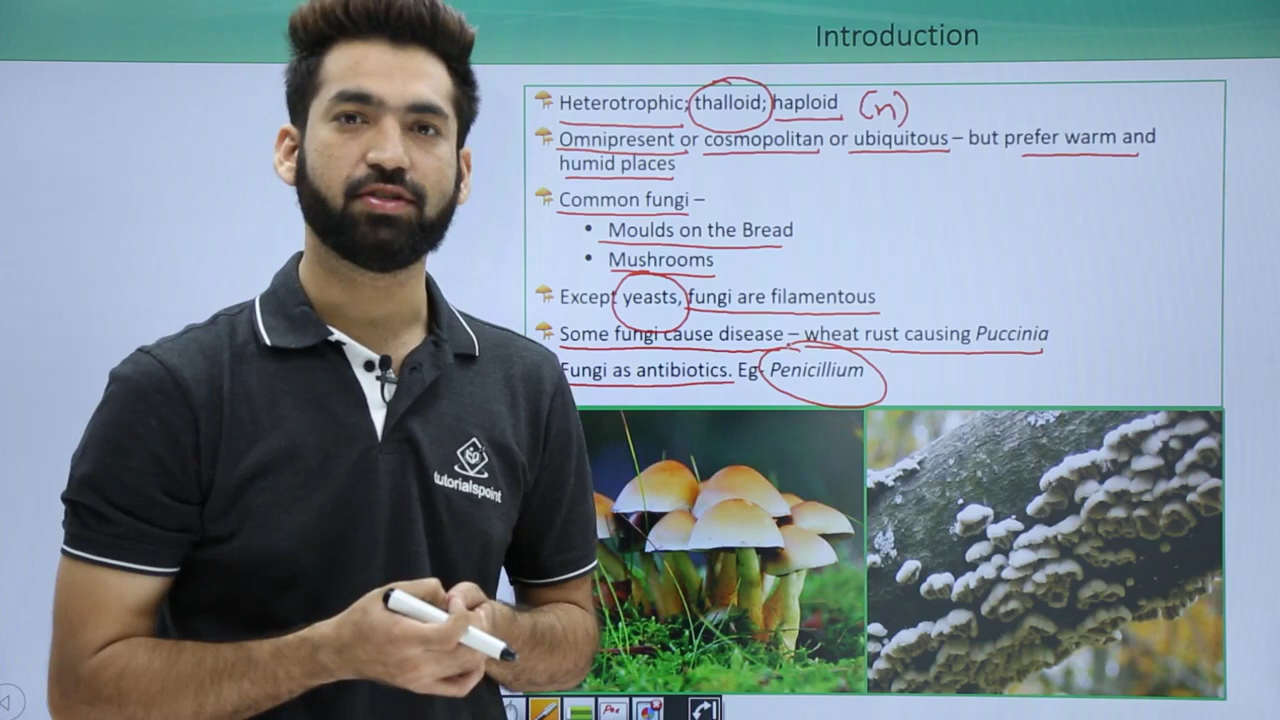 Introduction
Heterotrophic; thalloid; haploid (n)
Omnipresent or cosmopolitan or ubiquitous – but prefer warm and
humid places
Common fungi –
• Moulds on the Bread
• Mushrooms
Except yeasts, fungi are filamentous
Some fungi cause disease – wheat rust causing Puccinia
Fungi as antibiotics. Eg- Penicillium
tutorialspoint